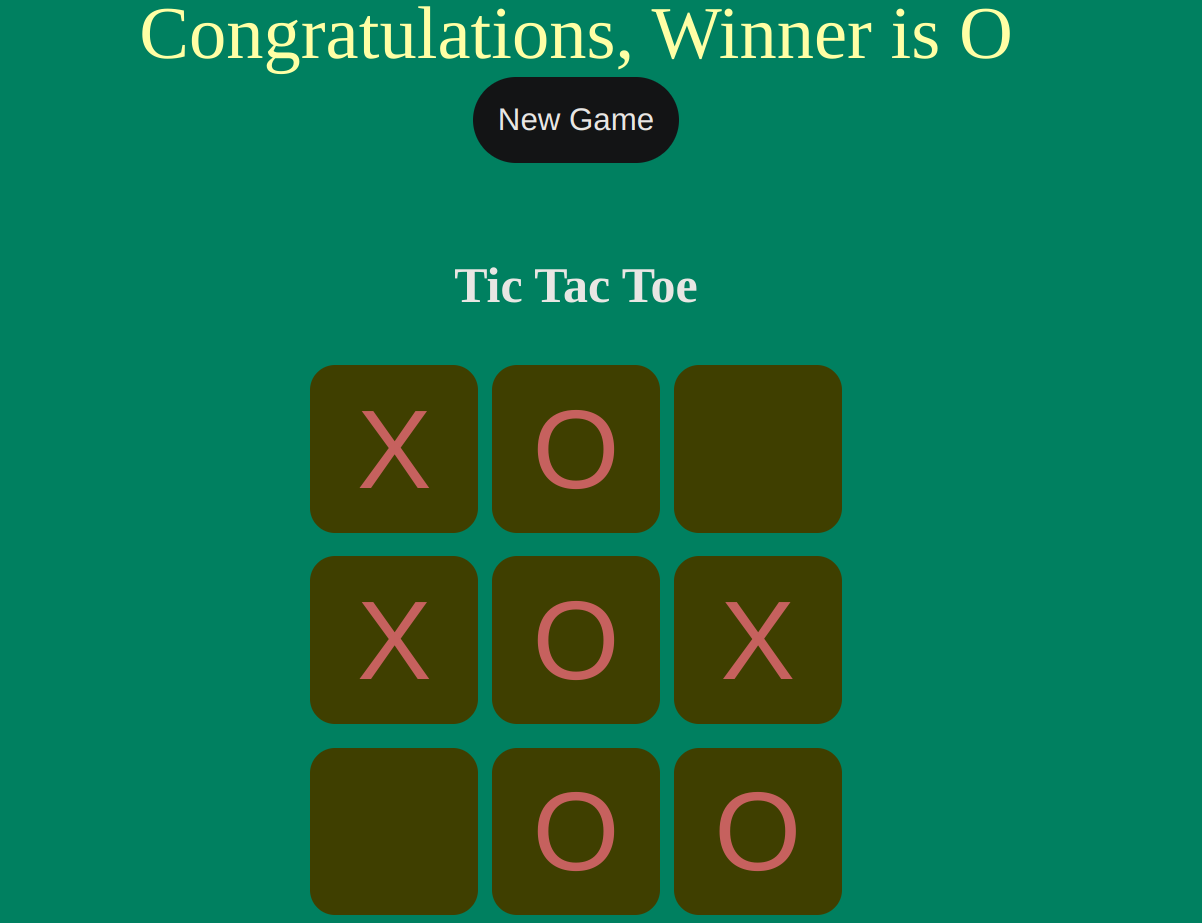 Congratulations, Winner is O
New Game
Tic Tac Toe
X O
X O X
O O